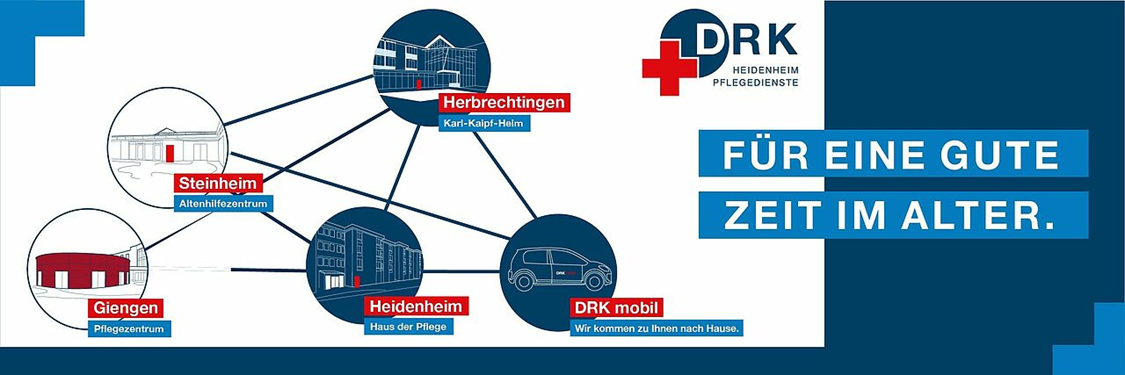 DRK
HEIDENHEIM
PFLEGEDIENSTE
Herbrechtingen
Karl-Kaipf-Heim
Steinheim
Altenhilfezentrum
Giengen
Pflegezentrum
Heidenheim
Haus der Pflege
DRK mobil
Wir kommen zu Ihnen nach Hause.
FÜR EINE GUTE
ZEIT IM ALTER.